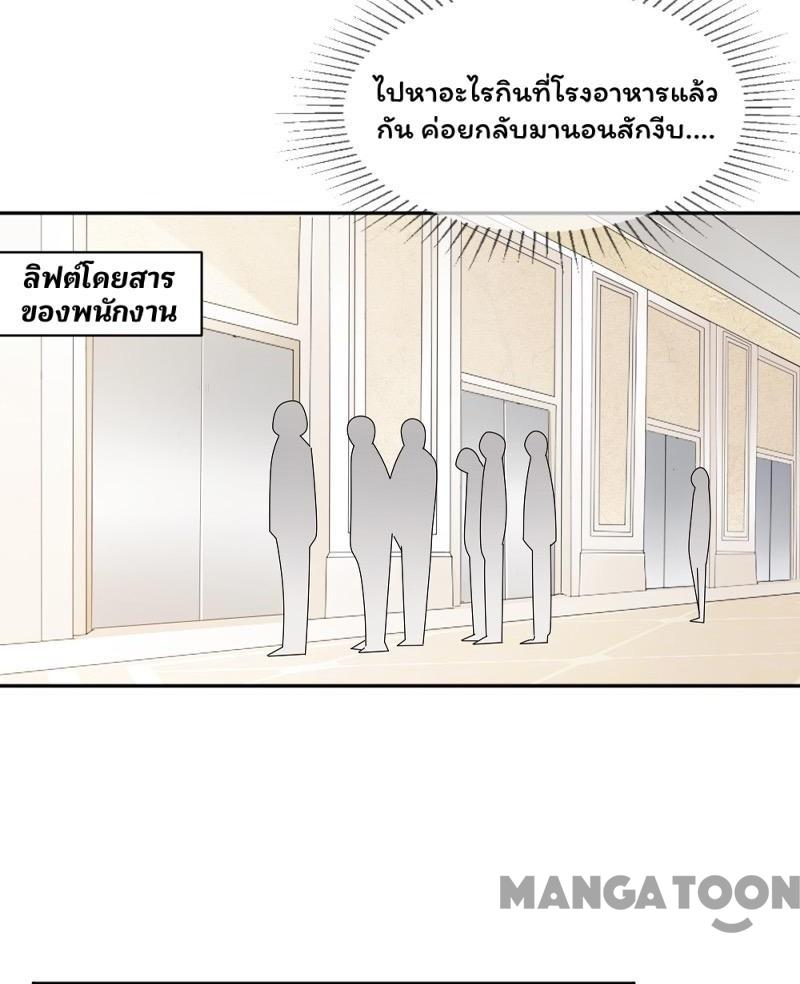 ไปหาอะไรกินที่โรงอาหารแล้ว
กัน ค่อยกลับมานอนสักงีบ....
ลิฟต์โดยสาร
ของพนักงาน
MANGATOON